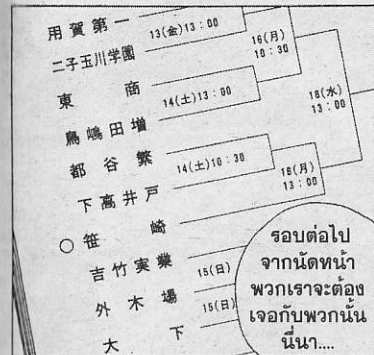 用賀第一
二子玉川学園
13(金)13:00
東商
鳥嶋田増
14(土)13:00
16(月)
10:30
都谷繁
下高井戸
14(土)10:30
笹崎
16(月)
13:00
18(水)
13:00
吉竹実業
15(日)
外木場
15(日)
大下
รอบต่อไป
จากนัดหน้า
พวกเราจะต้อง
เจอกับพวกนั้น
นี่นา....